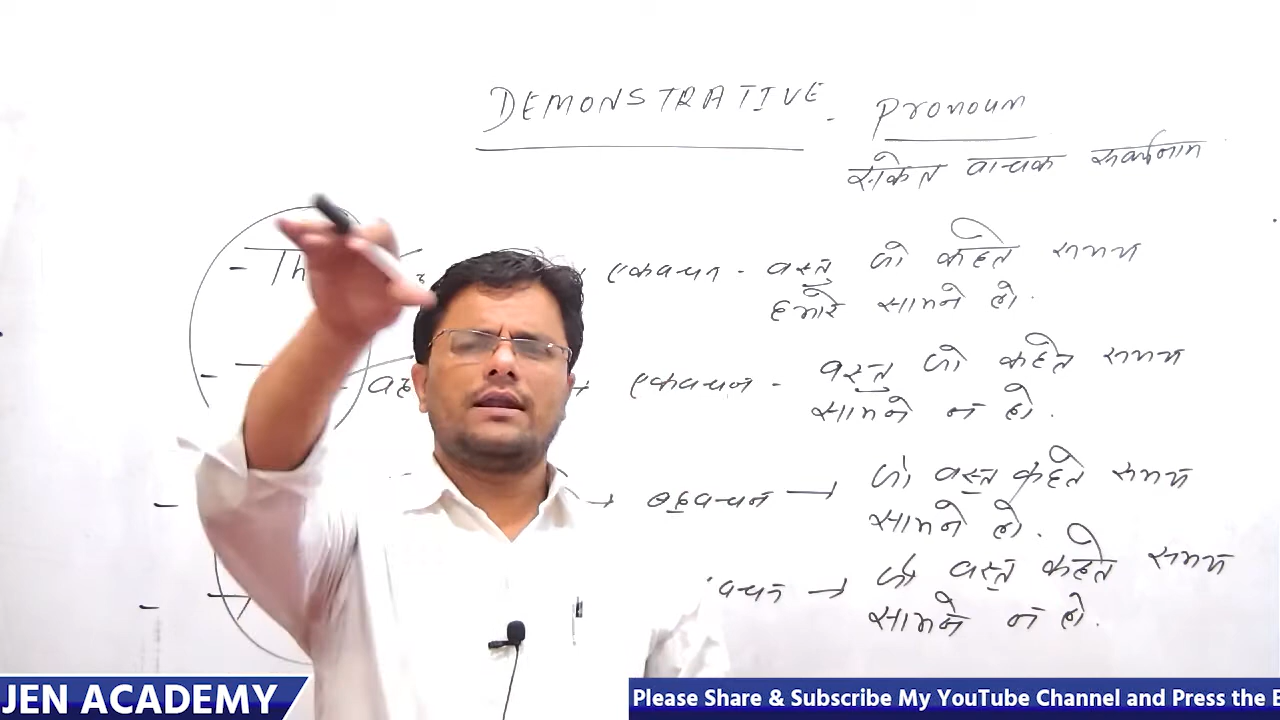 DEMONSTRATIVE - Pronoun
संकेत वाचक सर्वनाम
- Th एकवचन - वस्तु जो कहते समय
हमारे सामने हो.
- वह → एकवचन - वस्तु जो कहते समय
सामने न हो.
- → बहुवचन → जो वस्तु कहते समय
सामने हो.
- वचन → जो वस्तु कहते समय
सामने न हो.
JEN ACADEMY
Please Share & Subscribe My YouTube Channel and Press the